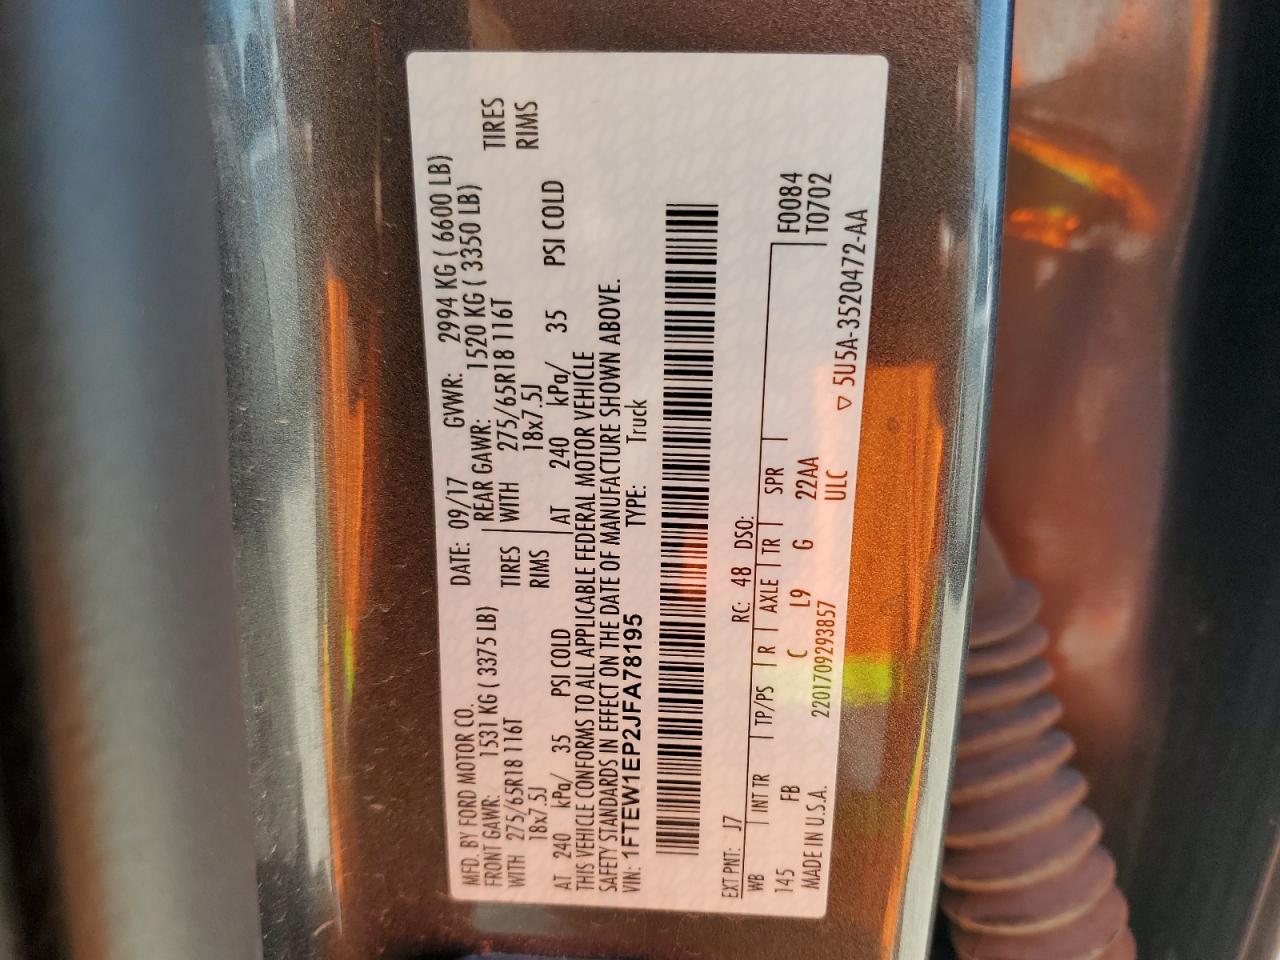 MFD. BY FORD MOTOR CO. DATE: 09/17 GVWR: 2994 KG ( 6600 LB)
FRONT GAWR: 1531 KG ( 3375 LB) REAR GAWR: 1520 KG ( 3350 LB)
WITH 275/65R18 116T TIRES WITH 275/65R18 116T TIRES
18x7.5J RIMS 18x7.5J RIMS
AT 240 kPa/ 35 PSI COLD AT 240 kPa/ 35 PSI COLD
THIS VEHICLE CONFORMS TO ALL APPLICABLE FEDERAL MOTOR VEHICLE
SAFETY STANDARDS IN EFFECT ON THE DATE OF MANUFACTURE SHOWN ABOVE.
VIN: 1FTEW1EP2JFA78195 TYPE: Truck
EXT PNT: J7 RC: 48 DSO:
WB INT TR TP/PS R AXLE TR SPR F0084
145 FB C L9 G 22AA T0702
MADE IN U.S.A. 2201709293857 ULC ▽ 5U5A-3520472-AA